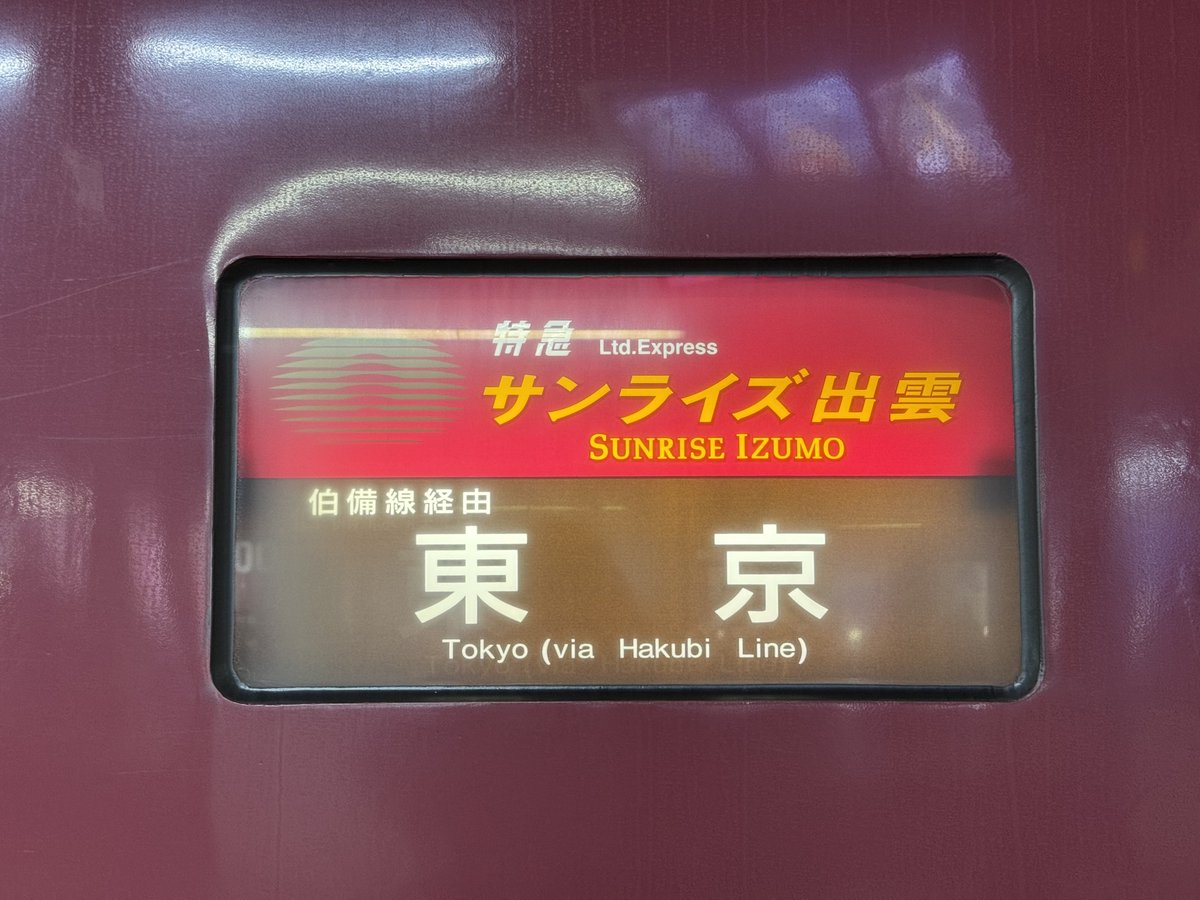 特急 Ltd.Express
サンライズ出雲
SUNRISE IZUMO
伯備線経由
東京
Tokyo (via Hakubi Line)